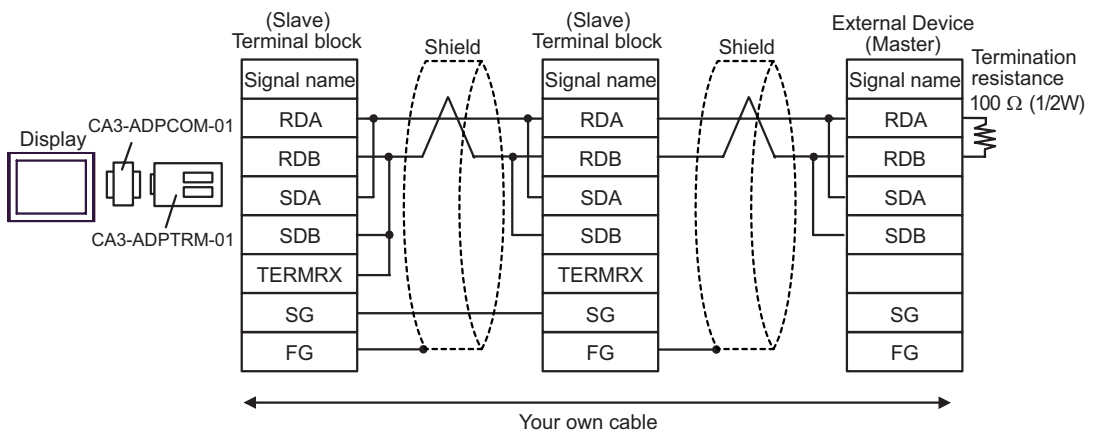 (Slave)
Terminal block
(Slave)
Terminal block
External Device
(Master)
Shield
Shield
Termination
resistance
100 Ω (1/2W)
Display
CA3-ADPCOM-01
CA3-ADPTRM-01
Signal name
RDA
RDB
SDA
SDB
TERMRX
SG
FG
Signal name
RDA
RDB
SDA
SDB
TERMRX
SG
FG
Signal name
RDA
RDB
SDA
SDB
SG
FG
Your own cable